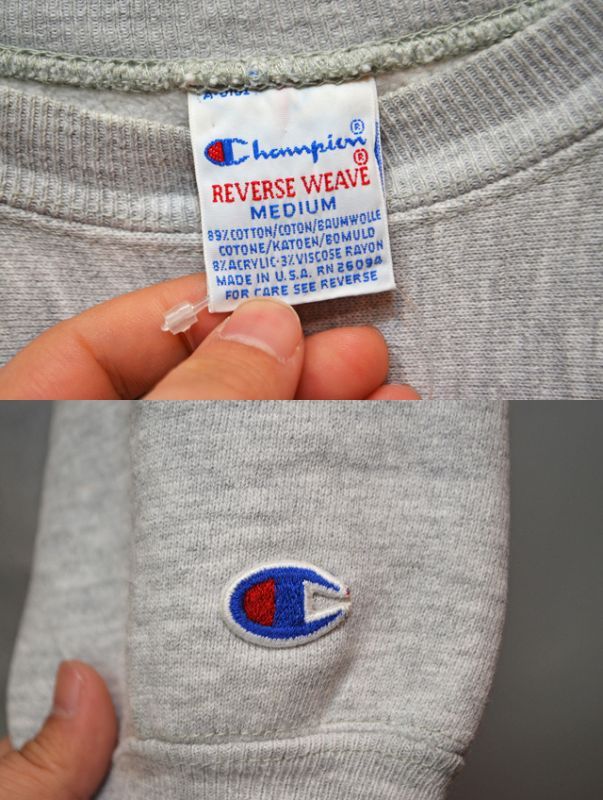 Champion®
REVERSE WEAVE®
MEDIUM
89% COTTON/COTON/BAUMWOLLE
COTONE/KATOEN/BOMULD
8% ACRYLIC·3% VISCOSE RAYON
MADE IN U.S.A. RN 26094
FOR CARE SEE REVERSE